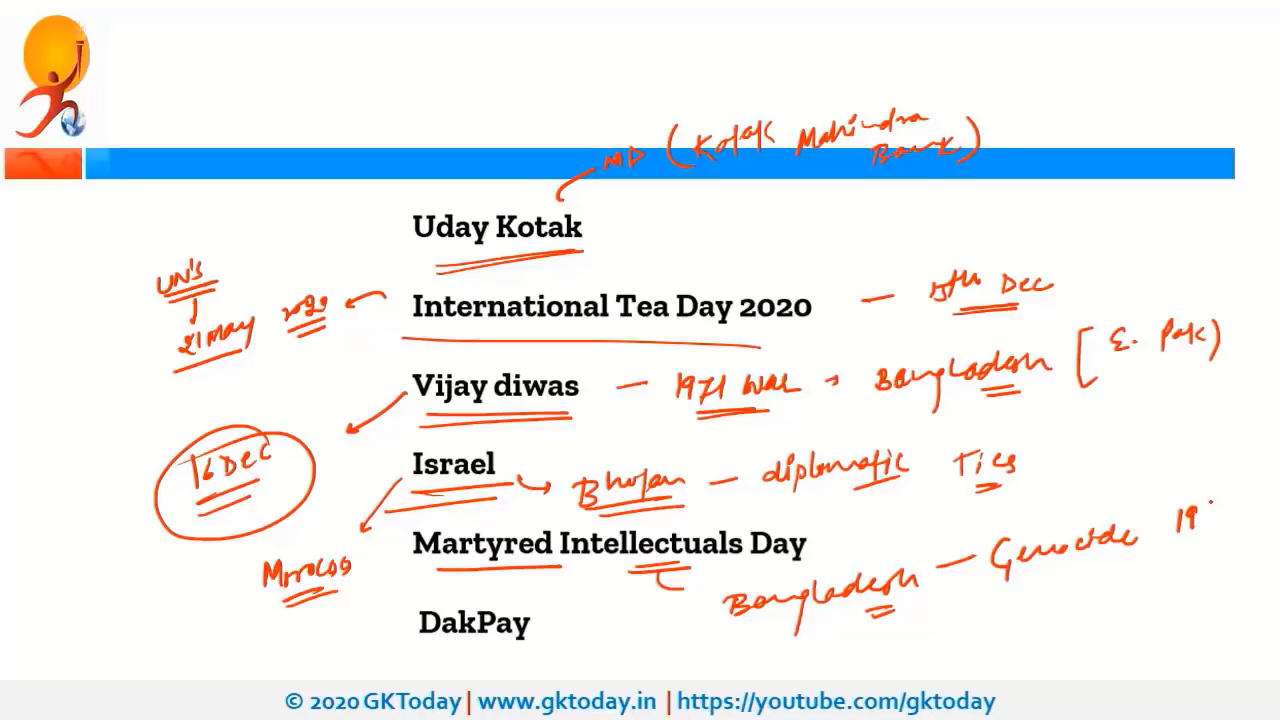 MD (Kotak Mahindra
Bank)
Uday Kotak
UN's
21 May 2020
International Tea Day 2020 – 15th Dec
Vijay diwas – 1971 War → Bangladesh [E. Pak)
16 Dec
Israel → Bhutan – diplomatic Ties
Morocco
Martyred Intellectuals Day
Bangladesh – Genocide 19
DakPay
© 2020 GKToday | www.gktoday.in | https://youtube.com/gktoday